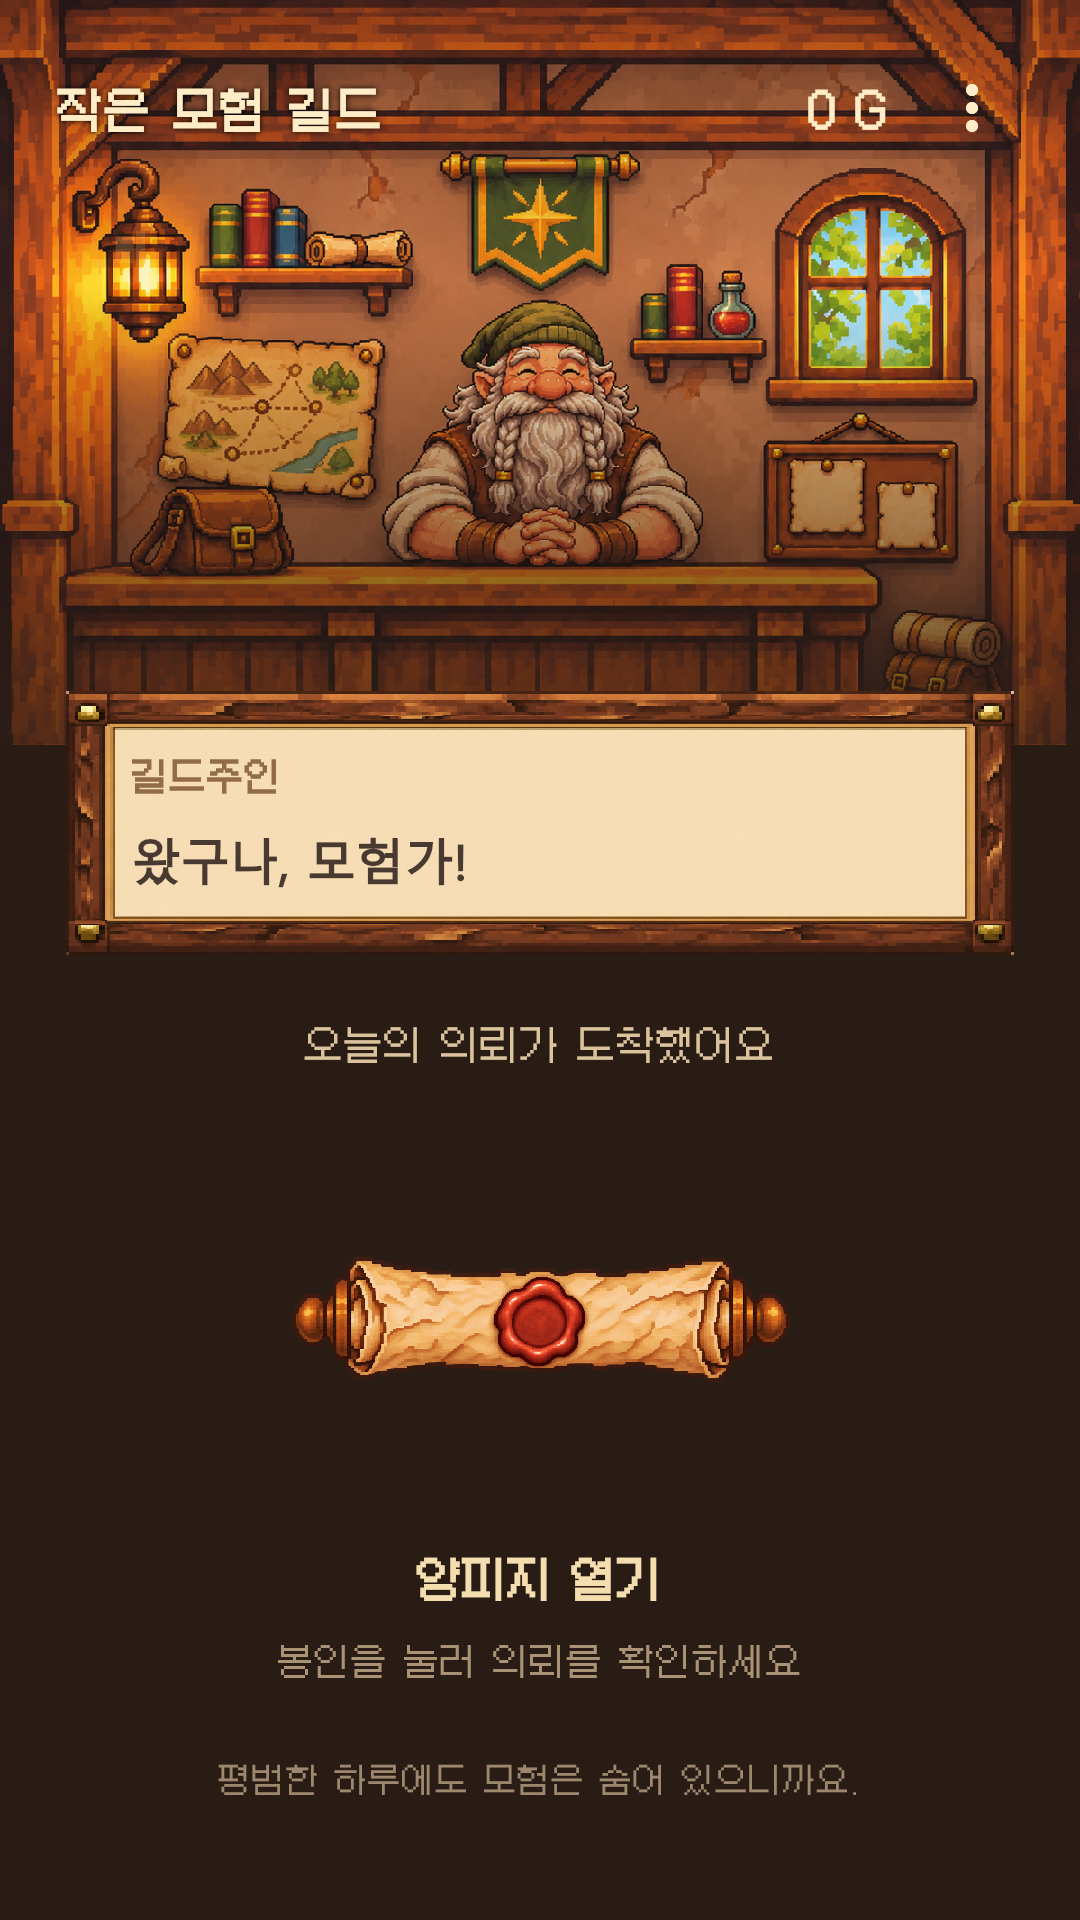 작은 모험 길드
0 G
길드주인
왔구나, 모험가!
오늘의 의뢰가 도착했어요
양피지 열기
봉인을 눌러 의뢰를 확인하세요
평범한 하루에도 모험은 숨어 있으니까요.